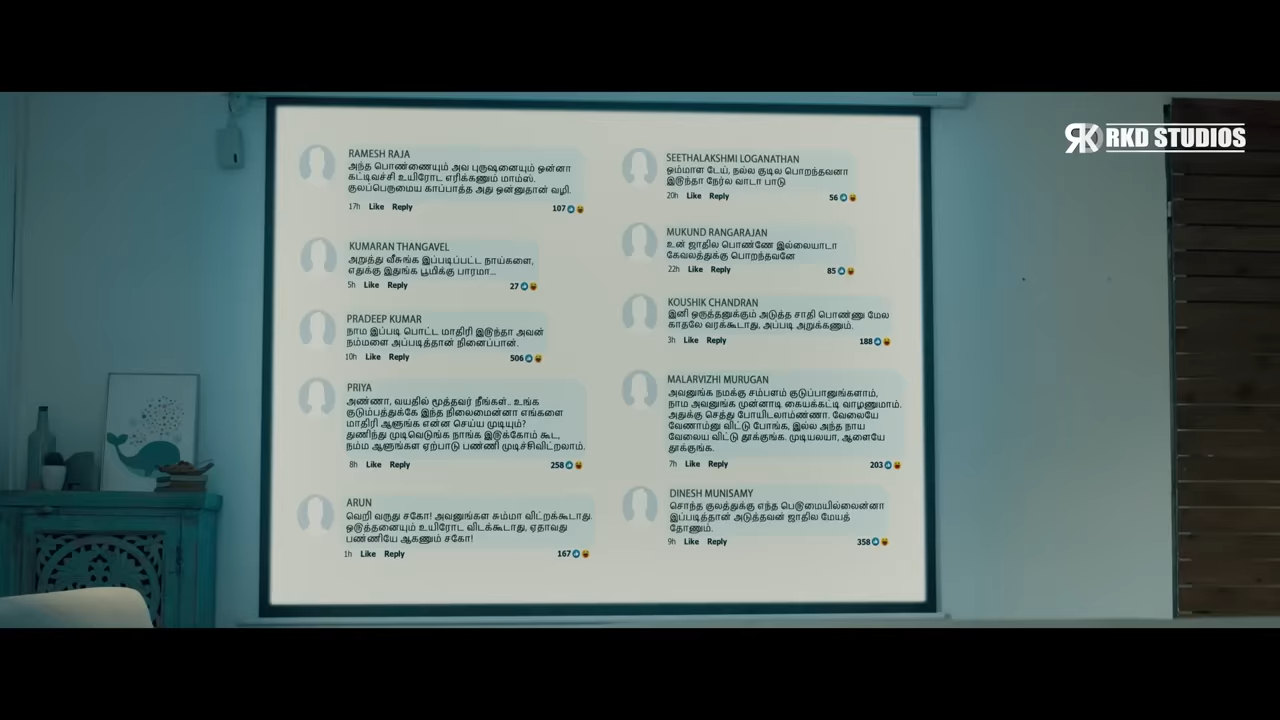 RKD STUDIOS
RAMESH RAJA
அந்த பொண்ணையும் அவ புருஷனையும் ஒன்னா
கட்டிவச்சி உயிரோட எரிக்கணும் மாம்ஸ்.
குலப்பெருமைய காப்பாத்த அது ஒன்னுதான் வழி.
17h Like Reply 107
KUMARAN THANGAVEL
அறுத்து வீசுங்க இப்படிப்பட்ட நாய்களை,
எதுக்கு இதுங்க பூமிக்கு பாரமா...
5h Like Reply 27
PRADEEP KUMAR
நாம இப்படி பொட்ட மாதிரி இருந்தா அவன்
நம்மளை அப்படித்தான் நினைப்பான்.
10h Like Reply 506
PRIYA
அண்ணா, வயதில் மூத்தவர் நீங்கள்.. உங்க
குடும்பத்துக்கே இந்த நிலைமைன்னா எங்களை
மாதிரி ஆளுங்க என்ன செய்ய முடியும்?
துணிந்து முடிவெடுங்க நாங்க இருக்கோம் கூட,
நம்ம ஆளுங்கள ஏற்பாடு பண்ணி முடிச்சிவிட்றலாம்.
8h Like Reply 258
ARUN
வெறி வருது சகோ! அவனுங்கள சும்மா விட்றக்கூடாது.
ஒருத்தனையும் உயிரோட விடக்கூடாது, ஏதாவது
பண்ணியே ஆகணும் சகோ!
1h Like Reply 167
SEETHALAKSHMI LOGANATHAN
ஒம்மாள டேய், நல்ல குடில பொறந்தவனா
இருந்தா நேர்ல வாடா பாடு
20h Like Reply 56
MUKUND RANGARAJAN
உன் ஜாதில பொண்ணே இல்லையாடா
கேவலத்துக்கு பொறந்தவனே
22h Like Reply 85
KOUSHIK CHANDRAN
இனி ஒருத்தனுக்கும் அடுத்த சாதி பொண்ணு மேல
காதலே வரக்கூடாது, அப்படி அறுக்கணும்.
3h Like Reply 188
MALARVIZHI MURUGAN
அவனுங்க நமக்கு சம்பளம் குடுப்பானுங்களாம்,
நாம அவனுங்க முன்னாடி கையக்கட்டி வாழணுமாம்.
அதுக்கு செத்து போயிடலாம்ண்ணா. வேலையே
வேணாம்னு விட்டு போங்க, இல்ல அந்த நாய
வேலைய விட்டு தூக்குங்க. முடியலயா, ஆளையே
தூக்குங்க.
7h Like Reply 203
DINESH MUNISAMY
சொந்த குலத்துக்கு எந்த பெருமையில்லைன்னா
இப்படித்தான் அடுத்தவன் ஜாதில மேயத்
தோணும்.
9h Like Reply 358